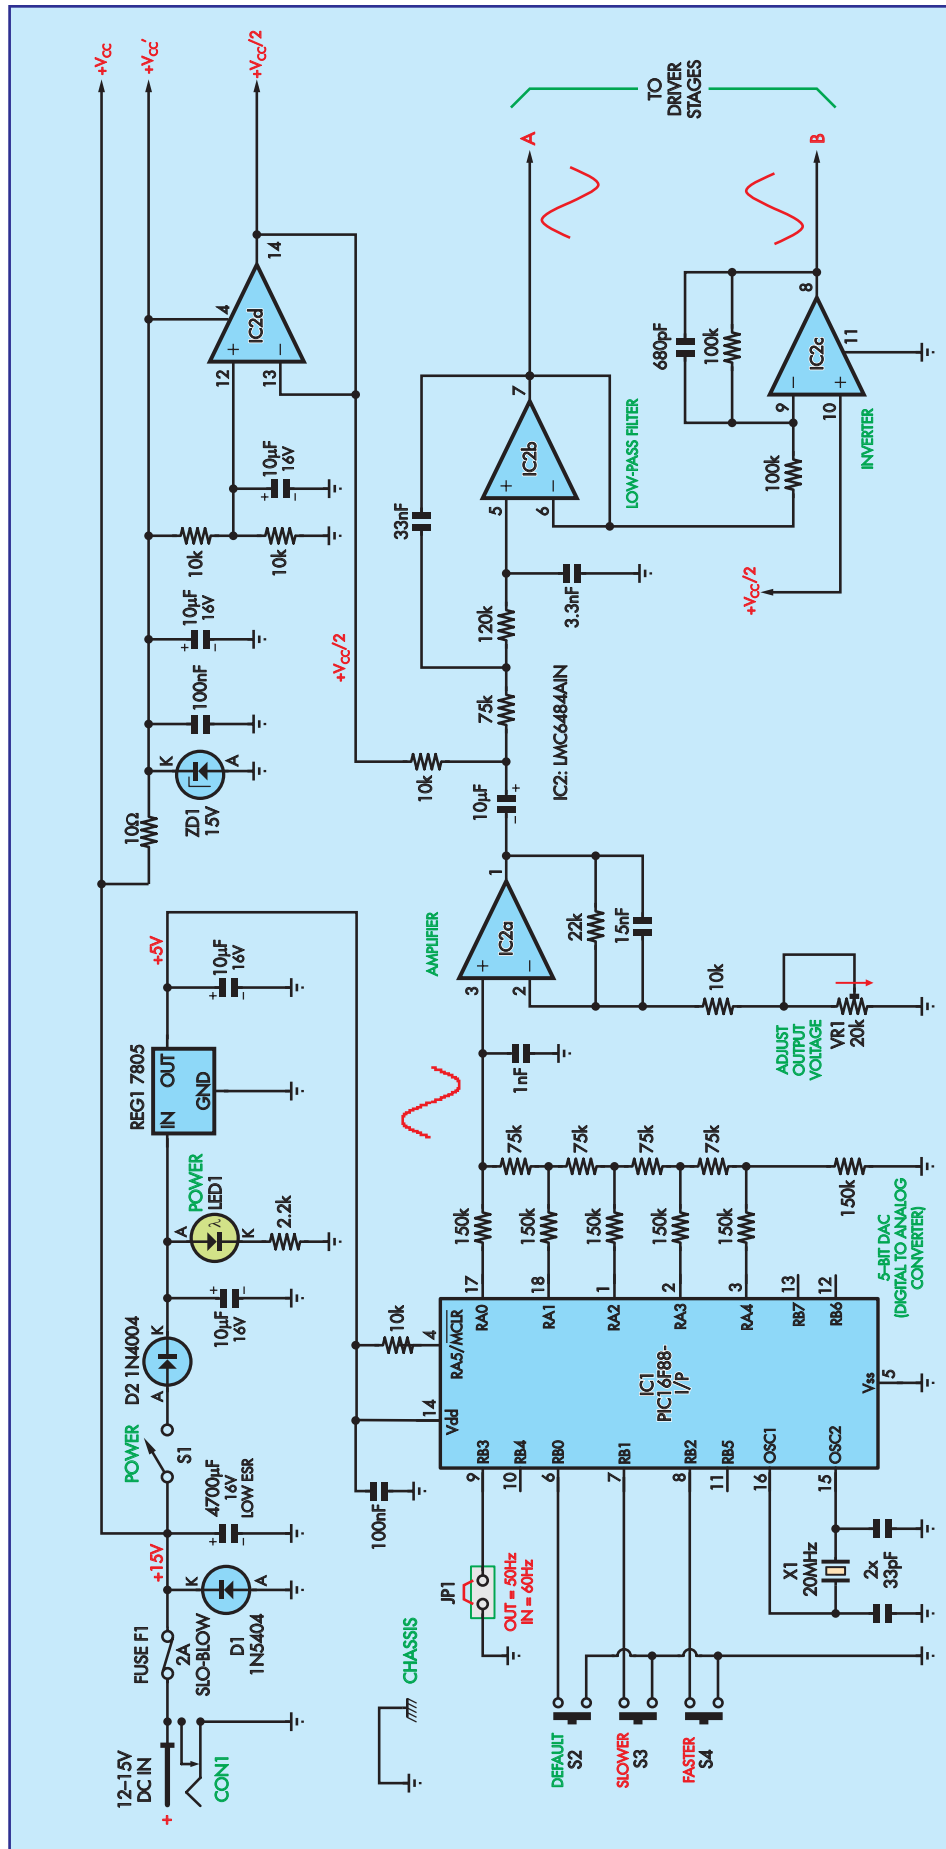 12–15V
DC IN
+
CON1
FUSE F1
2A
SLO-BLOW
D1
1N5404
K
A
+15V
4700µF
16V
LOW ESR
+
–
POWER
S1
D2 1N4004
A
K
10µF
16V
+
–
POWER
LED1
A
K
λ
2.2k
REG1 7805
IN
OUT
GND
+5V
10µF
16V
+
–
10Ω
ZD1
15V
K
A
100nF
10µF
16V
+
–
10k
10k
10µF
16V
+
–
12
13
+
–
IC2d
4
14
+VCC
+VCC'
+VCC/2
+VCC/2
CHASSIS
100nF
10k
JP1
OUT = 50Hz
IN = 60Hz
DEFAULT
S2
SLOWER
S3
FASTER
S4
X1
20MHz
2x
33pF
14
Vdd
4
RA5/MCLR
9
RB3
10
RB4
6
RB0
7
RB1
8
RB2
11
RB5
16
OSC1
15
OSC2
IC1
PIC16F88-
I/P
17
RA0
18
RA1
1
RA2
2
RA3
3
RA4
13
RB7
12
RB6
Vss
5
150k
150k
150k
150k
150k
75k
75k
75k
75k
150k
5–BIT DAC
(DIGITAL TO ANALOG
CONVERTER)
1nF
AMPLIFIER
3
2
+
–
IC2a
1
22k
15nF
10k
ADJUST
OUTPUT
VOLTAGE
VR1
20k
10µF
–
+
10k
IC2: LMC6484AIN
75k
120k
33nF
3.3nF
5
6
+
–
IC2b
7
LOW-PASS FILTER
A
TO
DRIVER
STAGES
+VCC/2
100k
680pF
100k
9
10
–
+
IC2c
8
11
INVERTER
B